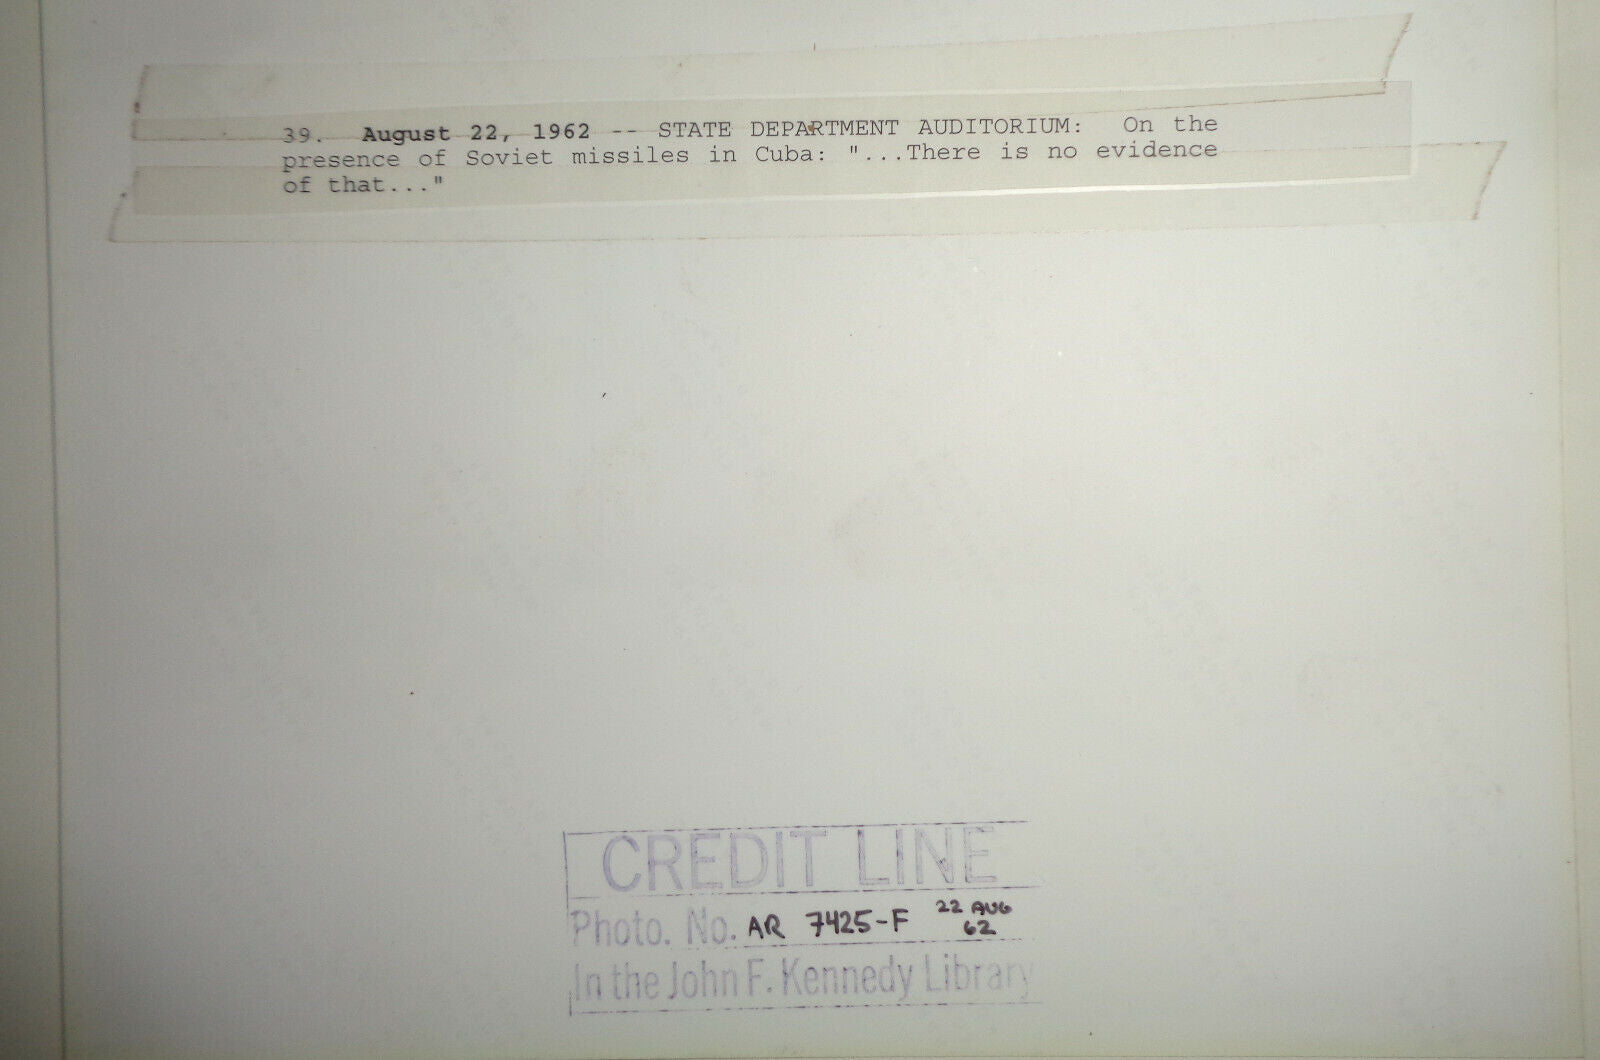 39. August 22, 1962 -- STATE DEPARTMENT AUDITORIUM: On the
presence of Soviet missiles in Cuba: "...There is no evidence
of that..."
CREDIT LINE
Photo. No. AR 7425-F 22 AUG
62
In the John F. Kennedy Library